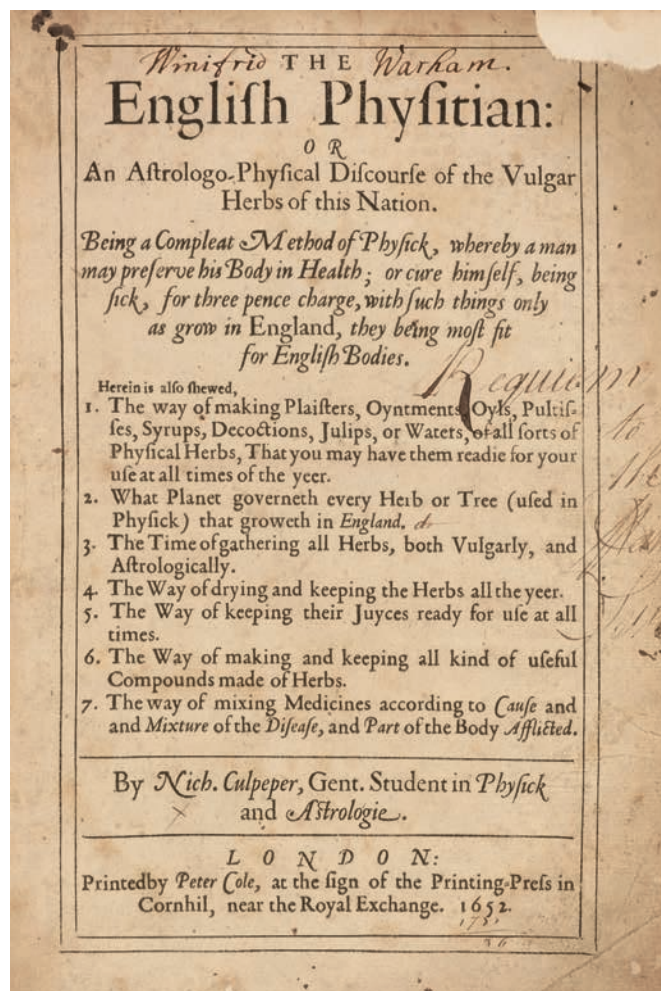 Winifrid THE Warham.
Engliſh Phyſitian:
OR
An Aſtrologo-Phyſical Diſcourſe of the Vulgar
Herbs of this Nation.
Being a Compleat Method of Phyſick, whereby a man
may preſerve his Body in Health; or cure himſelf, being
ſick, for three pence charge, with ſuch things only
as grow in England, they being moſt fit
for Engliſh Bodies.
Requiem
Herein is alſo ſhewed,
1. The way of making Plaiſters, Oyntments, Oyls, Pultiſ-
ſes, Syrups, Decoctions, Julips, or Waters, of all ſorts of
to
Phyſical Herbs, That you may have them readie for your
the
uſe at all times of the yeer.
2. What Planet governeth every Herb or Tree (uſed in
Phyſick) that groweth in England. &
3. The Time of gathering all Herbs, both Vulgarly, and
Aſtrologically.
4. The Way of drying and keeping the Herbs all the yeer.
5. The Way of keeping their Juyces ready for uſe at all
times.
6. The Way of making and keeping all kind of uſeful
Compounds made of Herbs.
7. The way of mixing Medicines according to Cauſe and
and Mixture of the Diſeaſe, and Part of the Body Afflicted.
By Nich. Culpeper, Gent. Student in Phyſick
and Aſtrologie.
LONDON:
Printed by Peter Cole, at the ſign of the Printing-Preſs in
Cornhil, near the Royal Exchange. 1652.